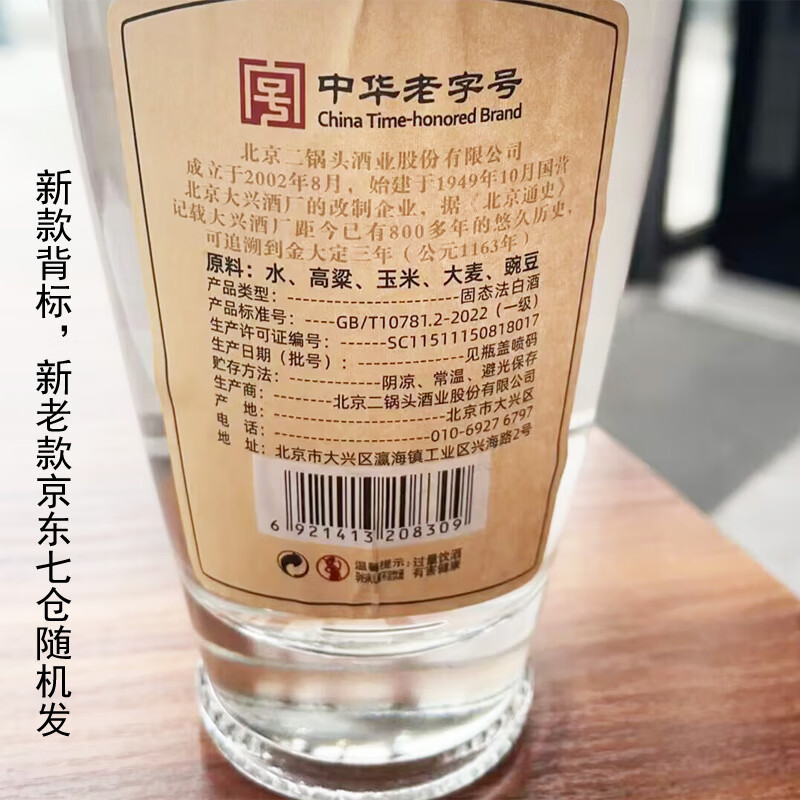 新款背标，新老款京东七仓随机发
中华老字号
China Time-honored Brand
北京二锅头酒业股份有限公司
成立于2002年8月，始建于1949年10月国营
北京大兴酒厂的改制企业，据《北京通史》
记载大兴酒厂距今已有800多年的悠久历史，
可追溯到金大定三年（公元1163年）
原料：水、高粱、玉米、大麦、豌豆
产品类型：--------------------固态法白酒
产品标准号：----GB/T10781.2-2022（一级）
生产许可证编号：------SC11511150818017
生产日期（批号）：------------见瓶盖喷码
贮存方法：------------阴凉、常温、避光保存
生产商：--------北京二锅头酒业股份有限公司
产 地：----------------------北京市大兴区
电 话：--------------------010-6927 6797
地 址：北京市大兴区瀛海镇工业区兴海路2号
6 921413 208309
温馨提示：过量饮酒
有害健康